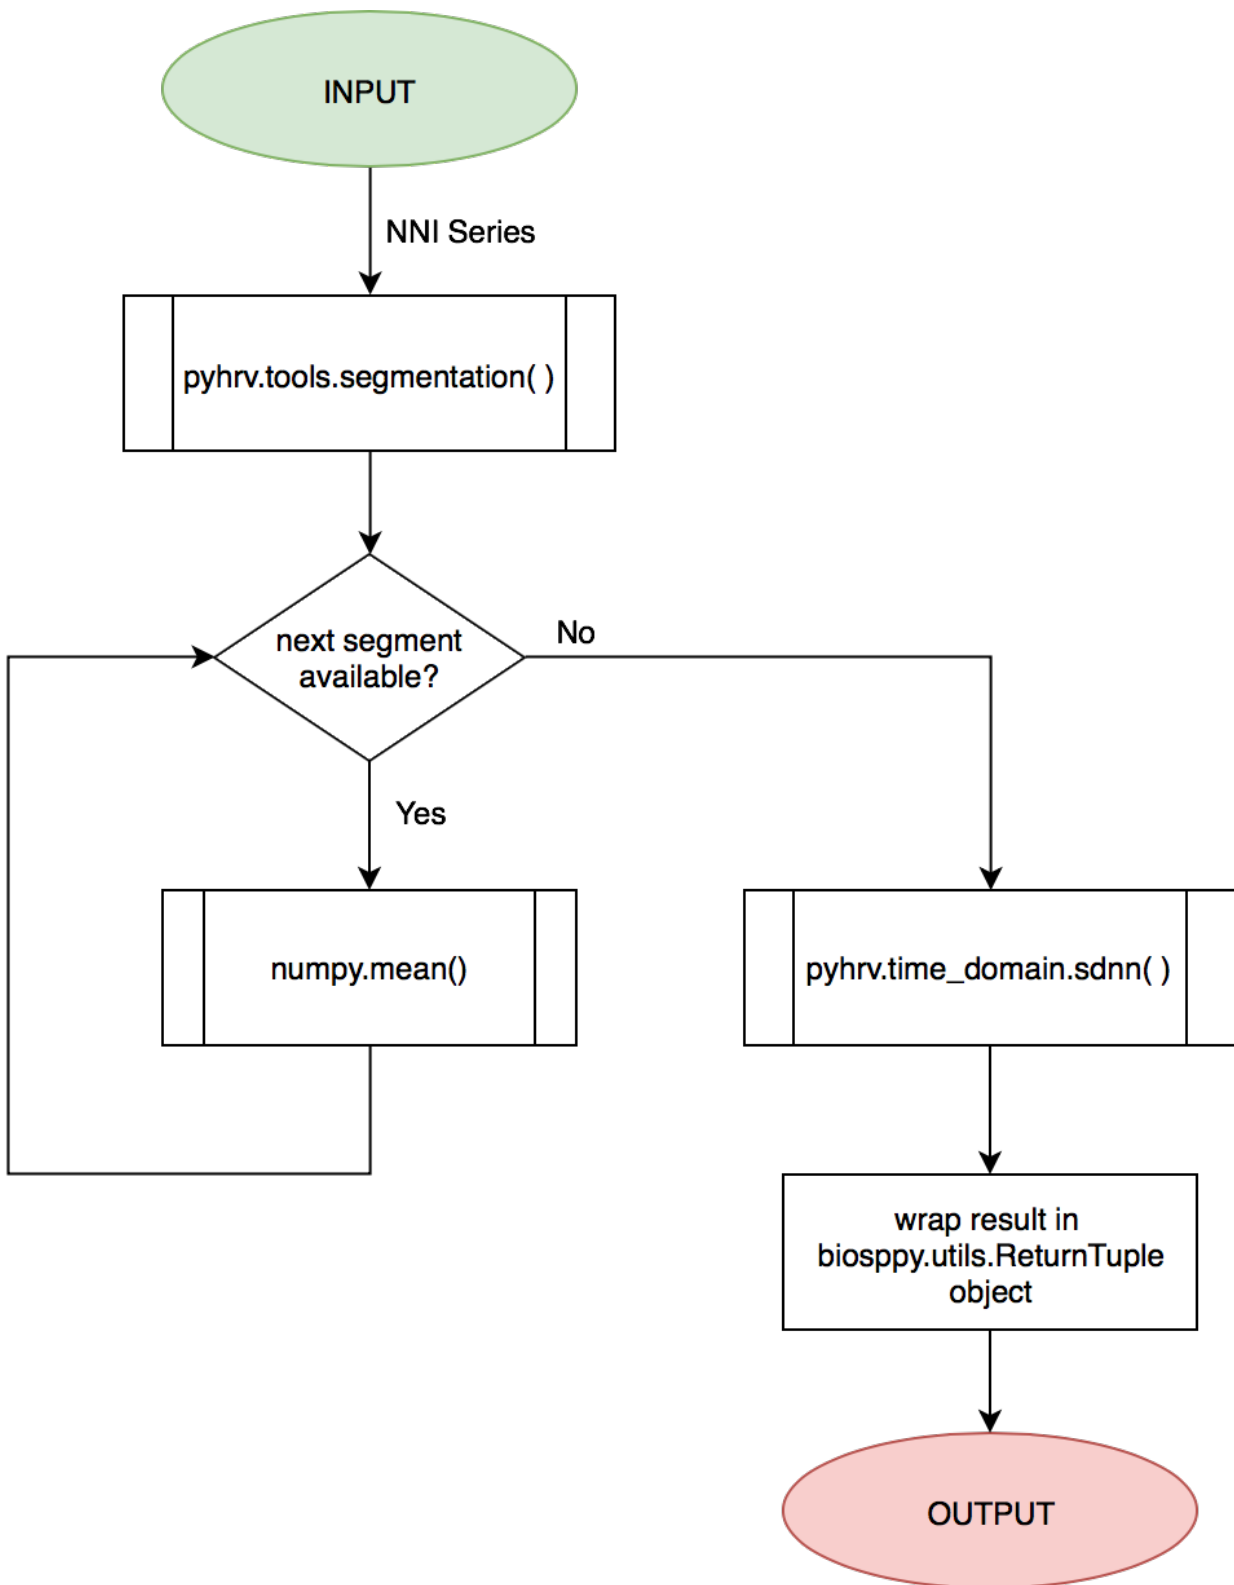 INPUT
NNI Series
pyhrv.tools.segmentation( )
next segment
available?
No
Yes
numpy.mean()
pyhrv.time_domain.sdnn( )
wrap result in
biosppy.utils.ReturnTuple
object
OUTPUT